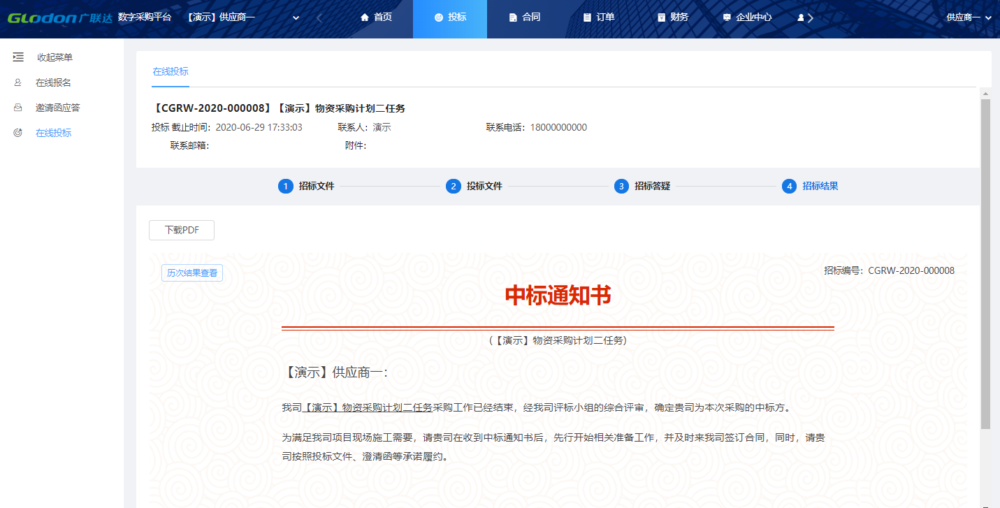 GLodon广联达 数字采购平台 【演示】供应商一 首页 投标 合同 订单 财务 企业中心 供应商一
收起菜单
在线报名
邀请函应答
在线投标
在线投标
【CGRW-2020-000008】【演示】物资采购计划二任务
投标 截止时间：2020-06-29 17:33:03 联系人：演示 联系电话：18000000000
联系邮箱： 附件：
1 招标文件 2 投标文件 3 招标答疑 4 招标结果
下载PDF
历次结果查看 招标编号：CGRW-2020-000008
中标通知书
(【演示】物资采购计划二任务)
【演示】供应商一：
我司【演示】物资采购计划二任务采购工作已经结束，经我司评标小组的综合评审，确定贵司为本次采购的中标方。
为满足我司项目现场施工需要，请贵司在收到中标通知书后，先行开始相关准备工作，并及时来我司签订合同，同时，请贵
司按照投标文件、澄清函等承诺履约。